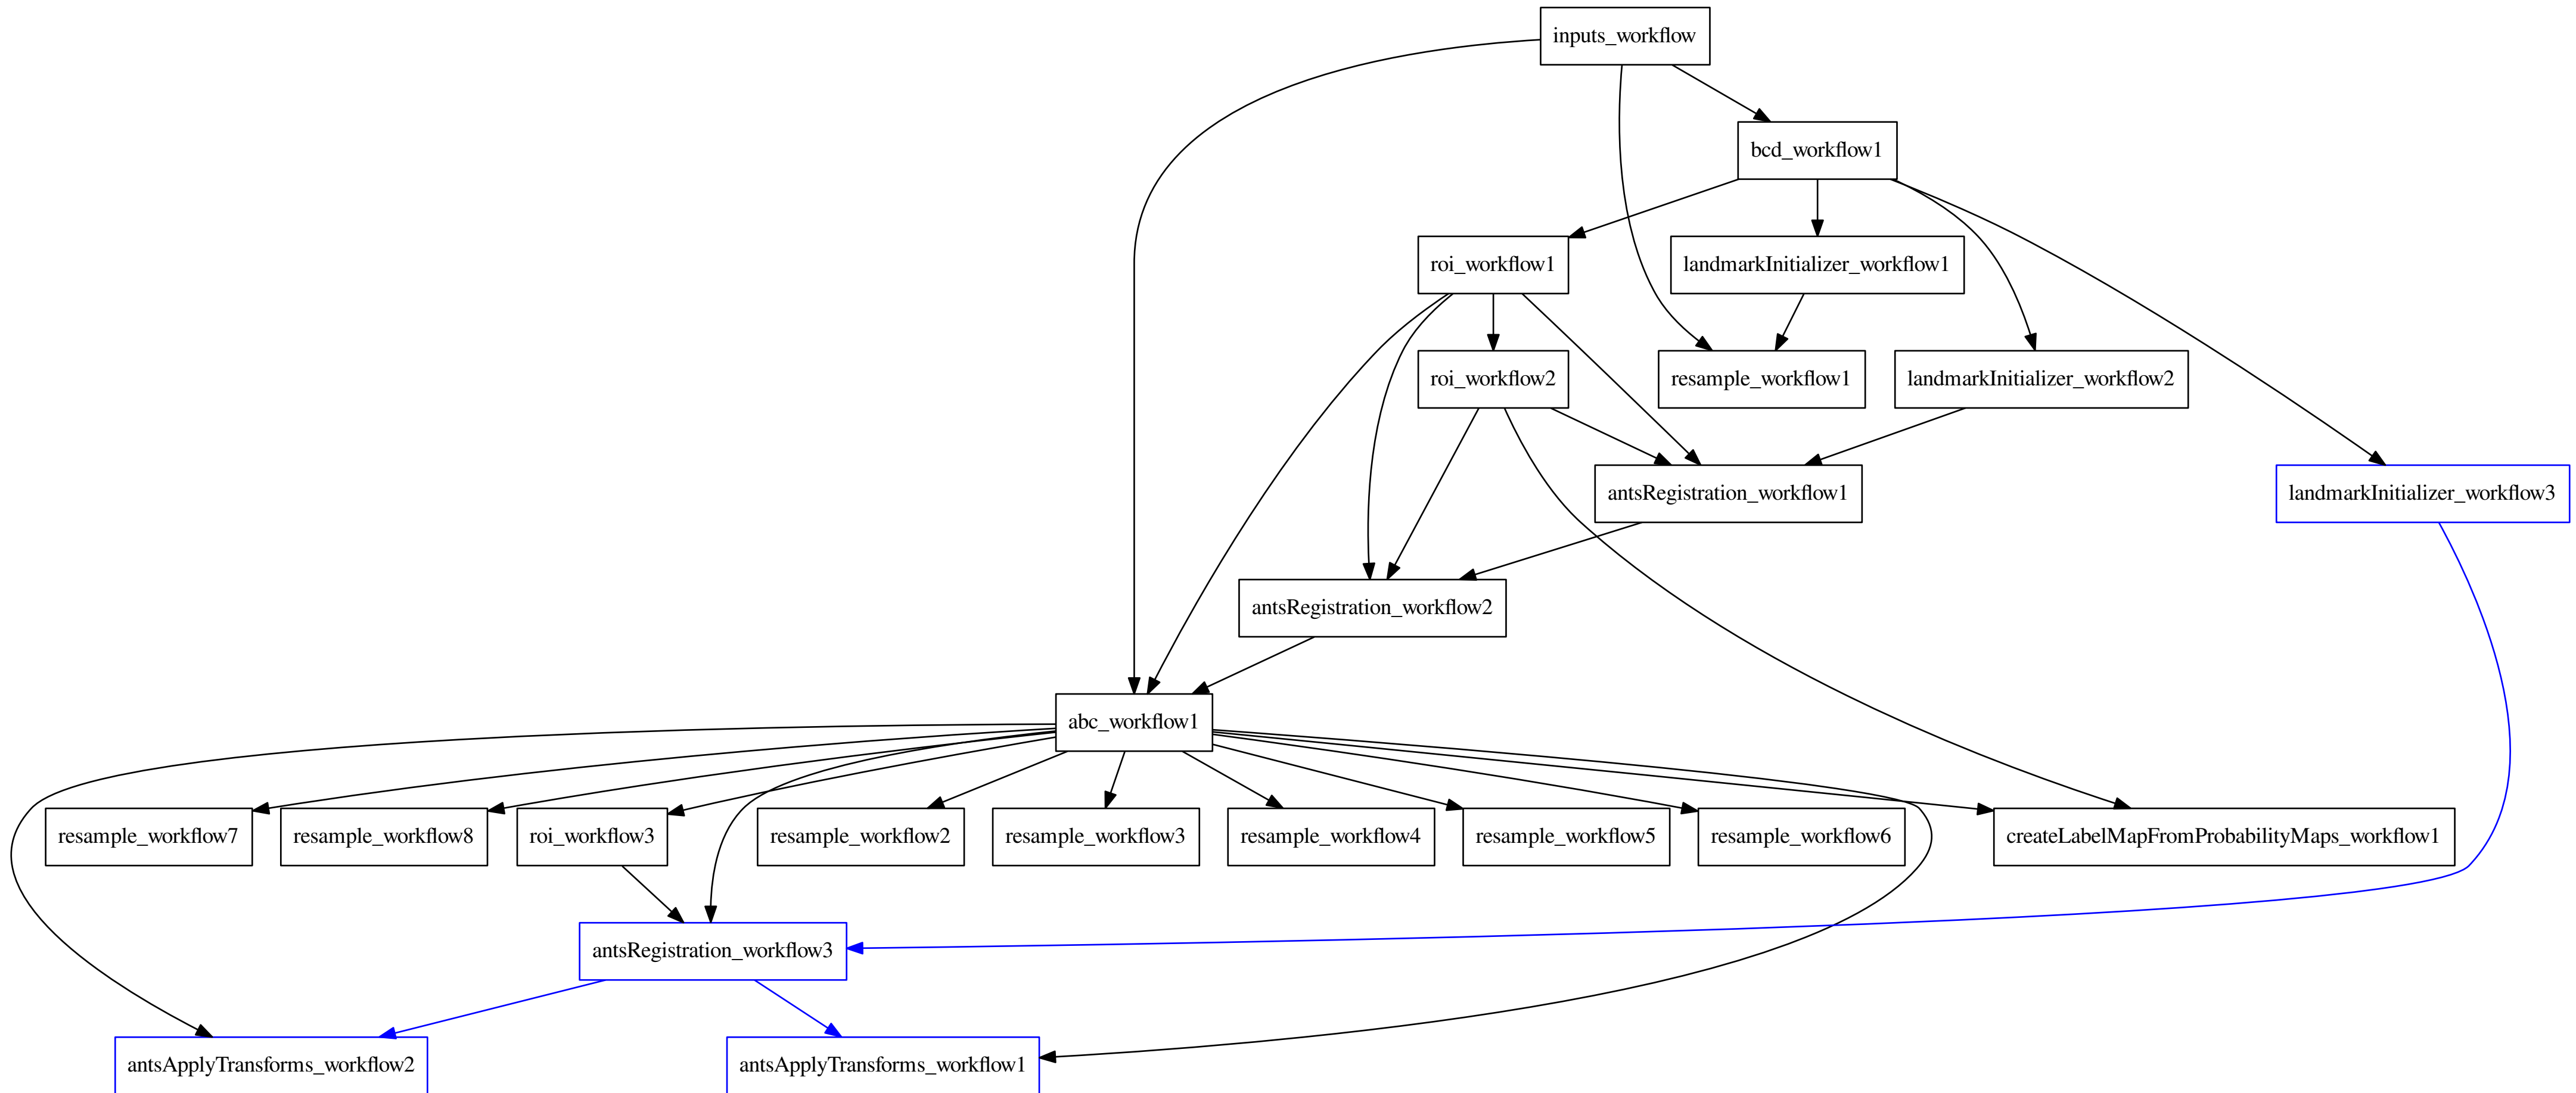 inputs_workflow
bcd_workflow1
roi_workflow1
landmarkInitializer_workflow1
roi_workflow2
resample_workflow1
landmarkInitializer_workflow2
antsRegistration_workflow1
landmarkInitializer_workflow3
antsRegistration_workflow2
abc_workflow1
resample_workflow7
resample_workflow8
roi_workflow3
resample_workflow2
resample_workflow3
resample_workflow4
resample_workflow5
resample_workflow6
createLabelMapFromProbabilityMaps_workflow1
antsRegistration_workflow3
antsApplyTransforms_workflow2
antsApplyTransforms_workflow1